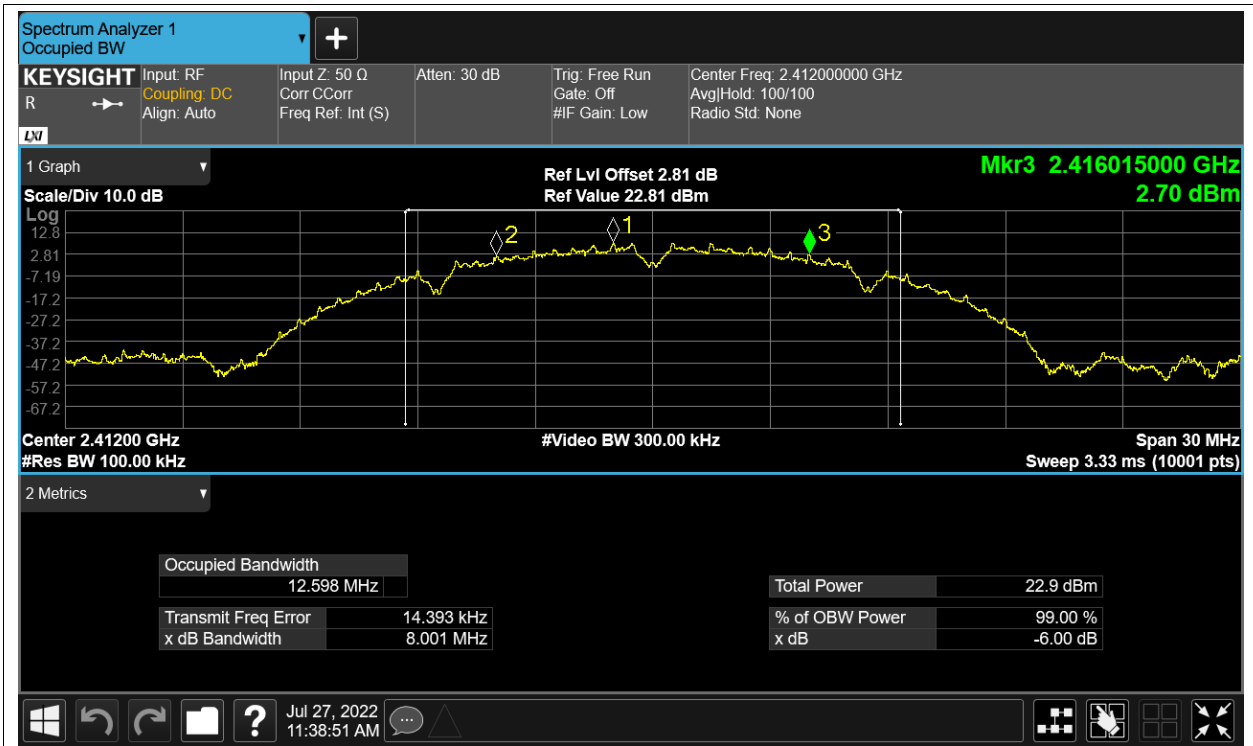 Spectrum Analyzer 1
Occupied BW
KEYSIGHT
R
LXI
Input: RF
Coupling: DC
Align: Auto
Input Z: 50 Ω
Corr CCorr
Freq Ref: Int (S)
Atten: 30 dB
Trig: Free Run
Gate: Off
#IF Gain: Low
Center Freq: 2.412000000 GHz
Avg|Hold: 100/100
Radio Std: None
1 Graph
Scale/Div 10.0 dB
Ref Lvl Offset 2.81 dB
Ref Value 22.81 dBm
Mkr3 2.416015000 GHz
2.70 dBm
Log
12.8
2.81
-7.19
-17.2
-27.2
-37.2
-47.2
-57.2
-67.2
2
1
3
Center 2.41200 GHz
#Res BW 100.00 kHz
#Video BW 300.00 kHz
Span 30 MHz
Sweep 3.33 ms (10001 pts)
2 Metrics
Occupied Bandwidth
12.598 MHz
Transmit Freq Error 14.393 kHz
x dB Bandwidth 8.001 MHz
Total Power 22.9 dBm
% of OBW Power 99.00 %
x dB -6.00 dB
?
Jul 27, 2022
11:38:51 AM